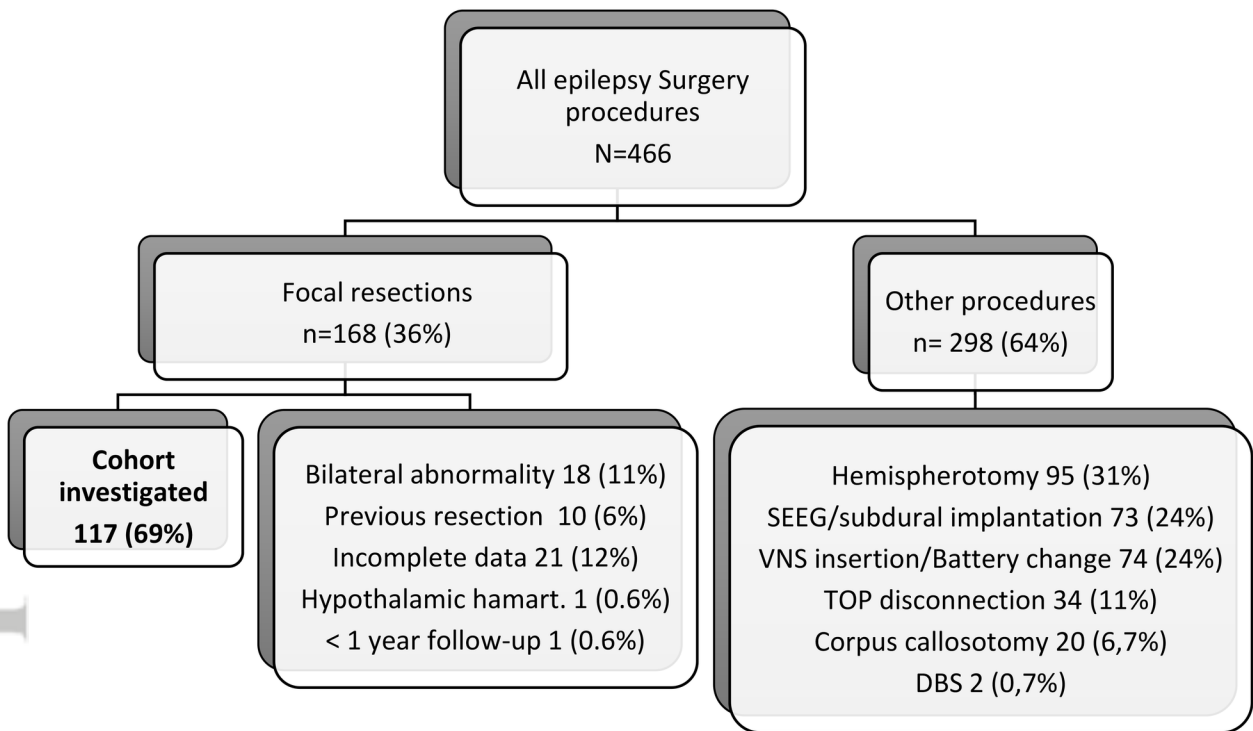 All epilepsy Surgery
procedures
N=466
Focal resections
n=168 (36%)
Other procedures
n= 298 (64%)
Cohort
investigated
117 (69%)
Bilateral abnormality 18 (11%)
Previous resection  10 (6%)
Incomplete data 21 (12%)
Hypothalamic hamart. 1 (0.6%)
< 1 year follow-up 1 (0.6%)
Hemispherotomy 95 (31%)
SEEG/subdural implantation 73 (24%)
VNS insertion/Battery change 74 (24%)
TOP disconnection 34 (11%)
Corpus callosotomy 20 (6,7%)
DBS 2 (0,7%)